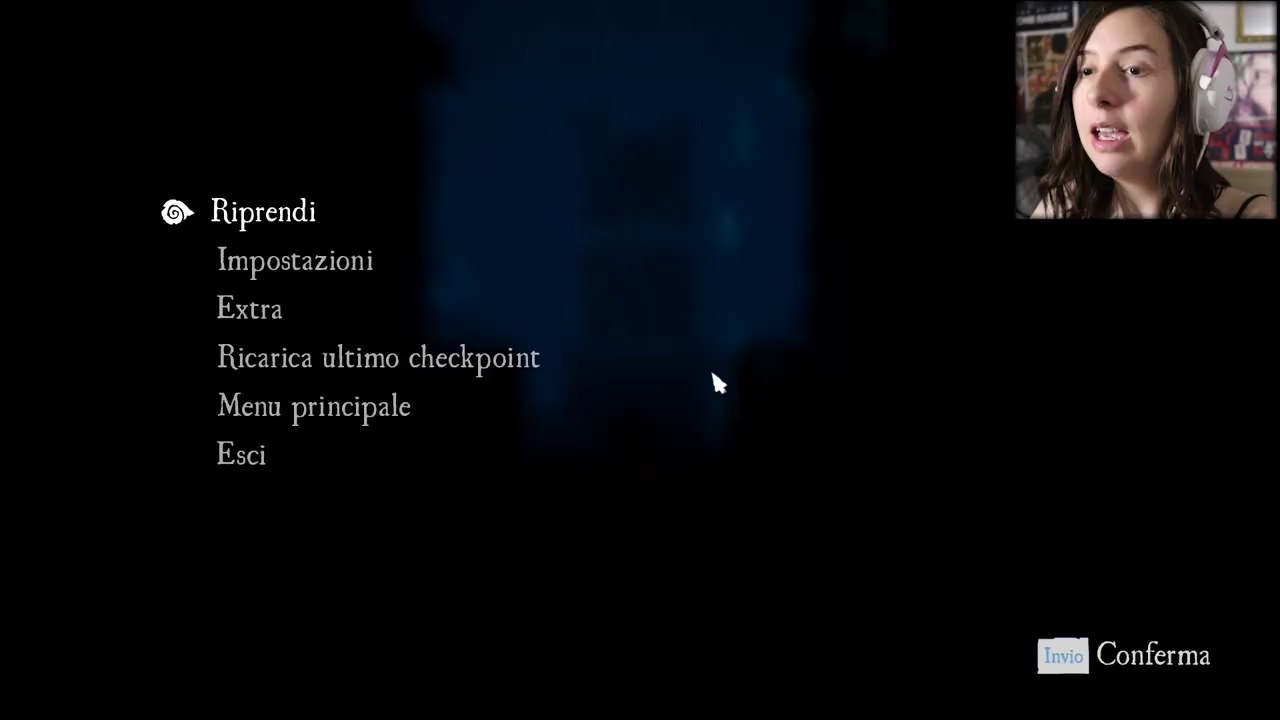 Riprendi
Impostazioni
Extra
Ricarica ultimo checkpoint
Menu principale
Esci
Invio Conferma